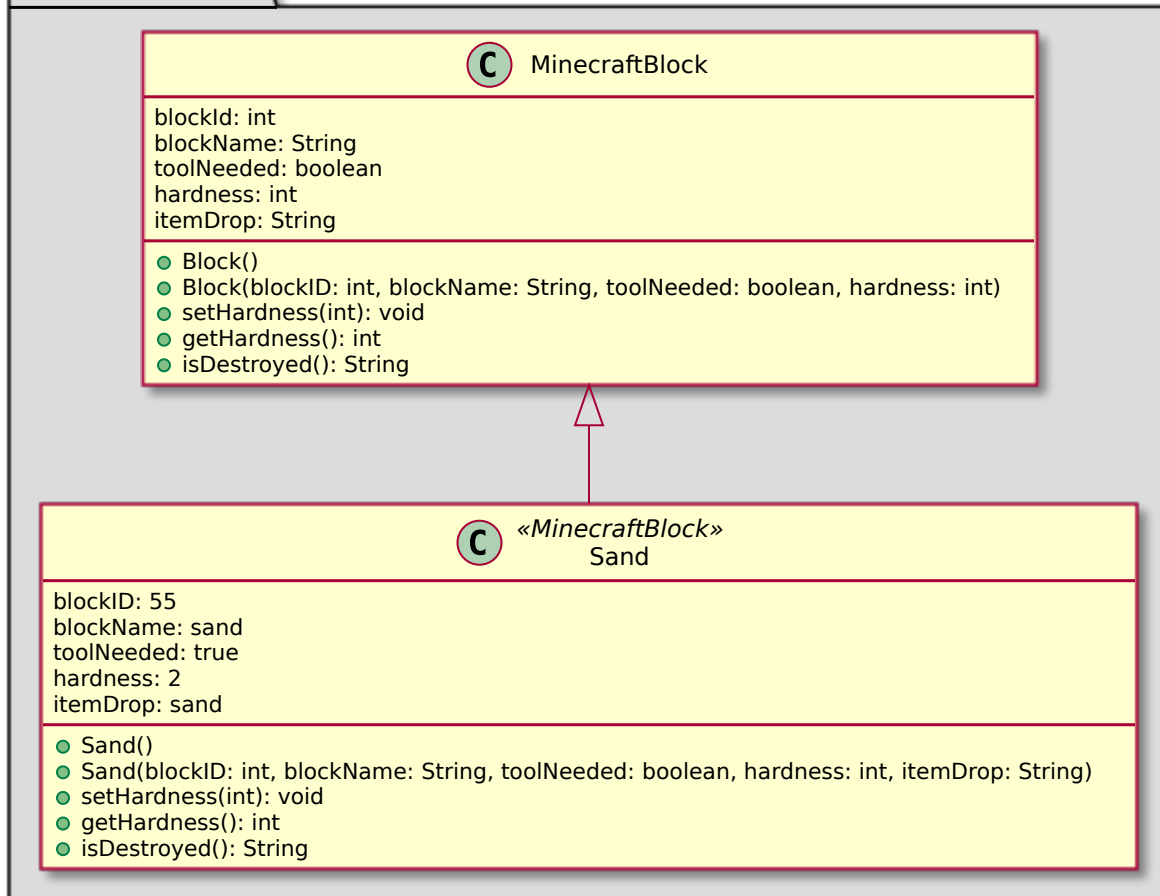 C MinecraftBlock
blockId: int
blockName: String
toolNeeded: boolean
hardness: int
itemDrop: String
Block()
Block(blockID: int, blockName: String, toolNeeded: boolean, hardness: int)
setHardness(int): void
getHardness(): int
isDestroyed(): String
«MinecraftBlock»
C Sand
blockID: 55
blockName: sand
toolNeeded: true
hardness: 2
itemDrop: sand
Sand()
Sand(blockID: int, blockName: String, toolNeeded: boolean, hardness: int, itemDrop: String)
setHardness(int): void
getHardness(): int
isDestroyed(): String